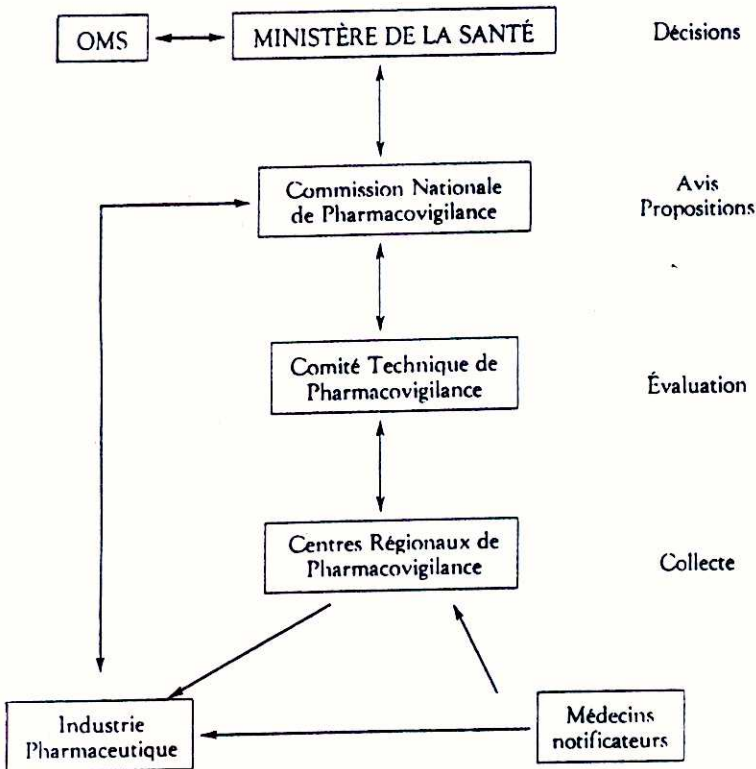 OMS
MINISTÈRE DE LA SANTÉ
Décisions
Commission Nationale
de Pharmacovigilance
Avis
Propositions
Comité Technique de
Pharmacovigilance
Évaluation
Centres Régionaux de
Pharmacovigilance
Collecte
Industrie
Pharmaceutique
Médecins
notificateurs